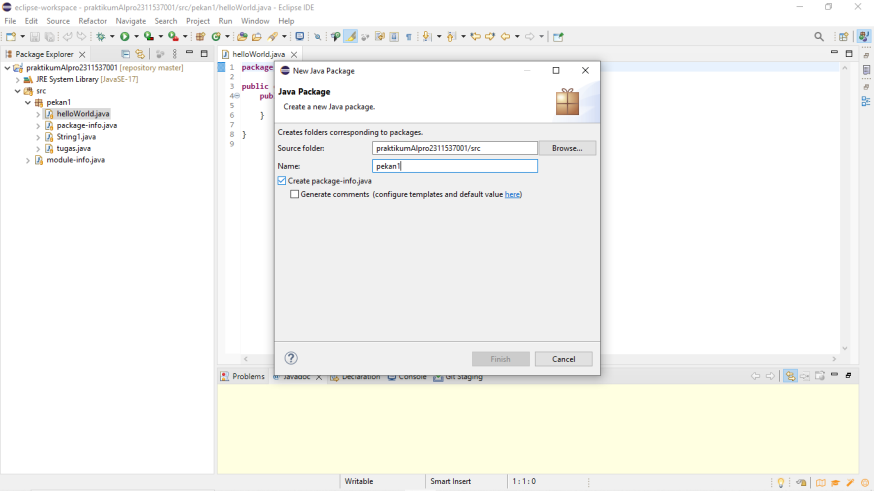 eclipse-workspace - praktikumAlpro2311537001/src/pekan1/helloWorld.java - Eclipse IDE
File Edit Source Refactor Navigate Search Project Run Window Help
Package Explorer
helloWorld.java
praktikumAlpro2311537001 [repository master]
JRE System Library [JavaSE-17]
src
pekan1
helloWorld.java
package-info.java
String1.java
tugas.java
module-info.java
1 package
2
3 public
4 pub
5
6 }
7
8 }
9
New Java Package
Java Package
Create a new Java package.
Creates folders corresponding to packages.
Source folder: praktikumAlpro2311537001/src Browse...
Name: pekan1
Create package-info.java
Generate comments (configure templates and default value here)
Finish Cancel
Problems Javadoc Declaration Console Git Staging
Writable Smart Insert 1 : 1 : 0